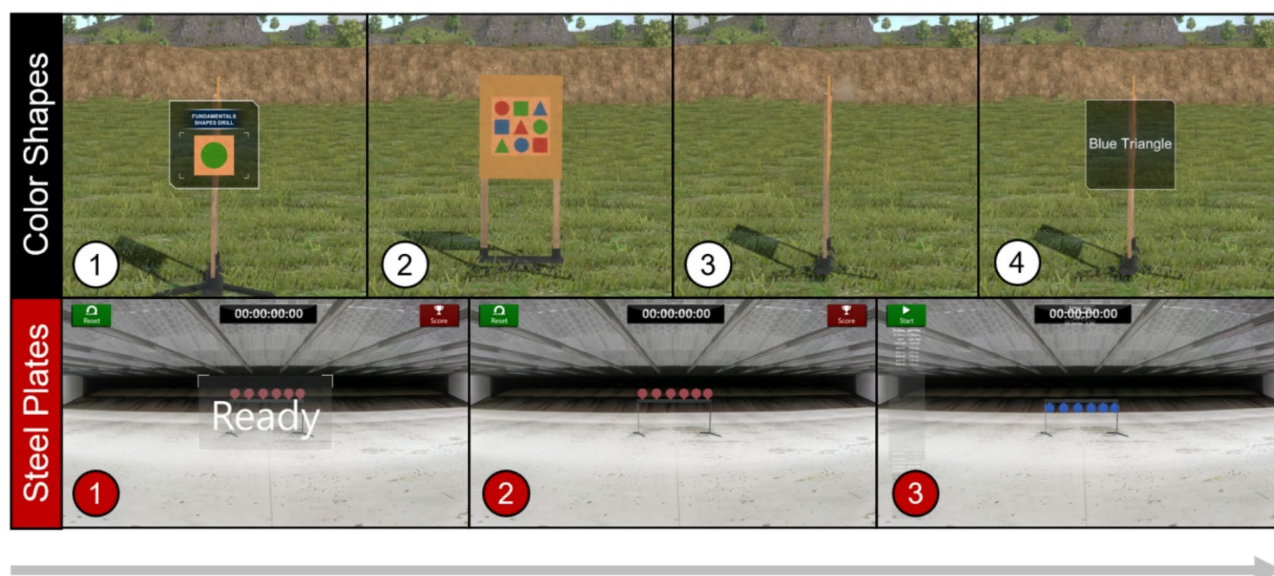 Color Shapes
FUNDAMENTALS
SHAPES DRILL
1
2
3
4
Blue Triangle
Steel Plates
Reset
00:00:00:00
Score
Ready
1
Reset
00:00:00:00
Score
2
Start
00:00:00:00
3